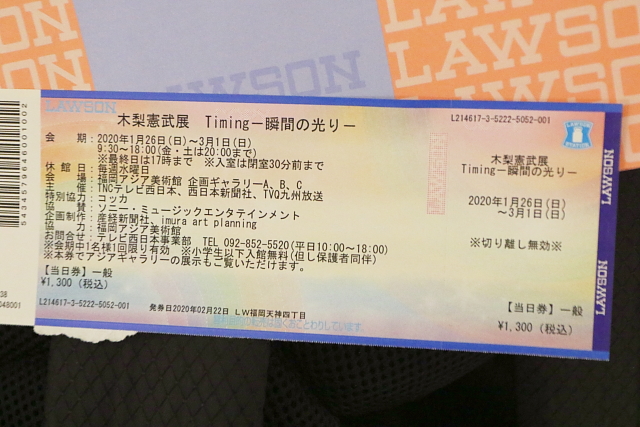 LAWSON
LAWSON
LAWSON
LAWSON
木梨憲武展 Timing－瞬間の光り－
会　　期：2020年1月26日(日)～3月1日(日)
9:30～18:00(金・土は20:00まで)
※最終日は17時まで ※入室は閉室30分前まで
休 館 日：毎週水曜日
会　　場：福岡アジア美術館 企画ギャラリーA、B、C
主　　催：TNCテレビ西日本、西日本新聞社、TVQ九州放送
特別協力：コッカ
協　　賛：ソニー・ミュージックエンタテインメント
企画制作：産経新聞社、imura art planning
協　　力：福岡アジア美術館
お問合せ：テレビ西日本事業部 TEL 092-852-5520(平日10:00～18:00)
※会期中1名様1回限り有効 ※小学生以下入館無料(但し保護者同伴)
※本券でアジアギャラリーの展示もご覧いただけます。
【当日券】一般
¥1,300（税込）
L214617-3-5222-5052-001
発券日2020年02月22日 LW福岡天神四丁目
L214617-3-5222-5052-001
木梨憲武展
Timing－瞬間の光り－
2020年1月26日(日)
～3月1日(日)
※切り離し無効※
【当日券】一般
¥1,300（税込）
LAWSON
LAWSON
5434579646001002